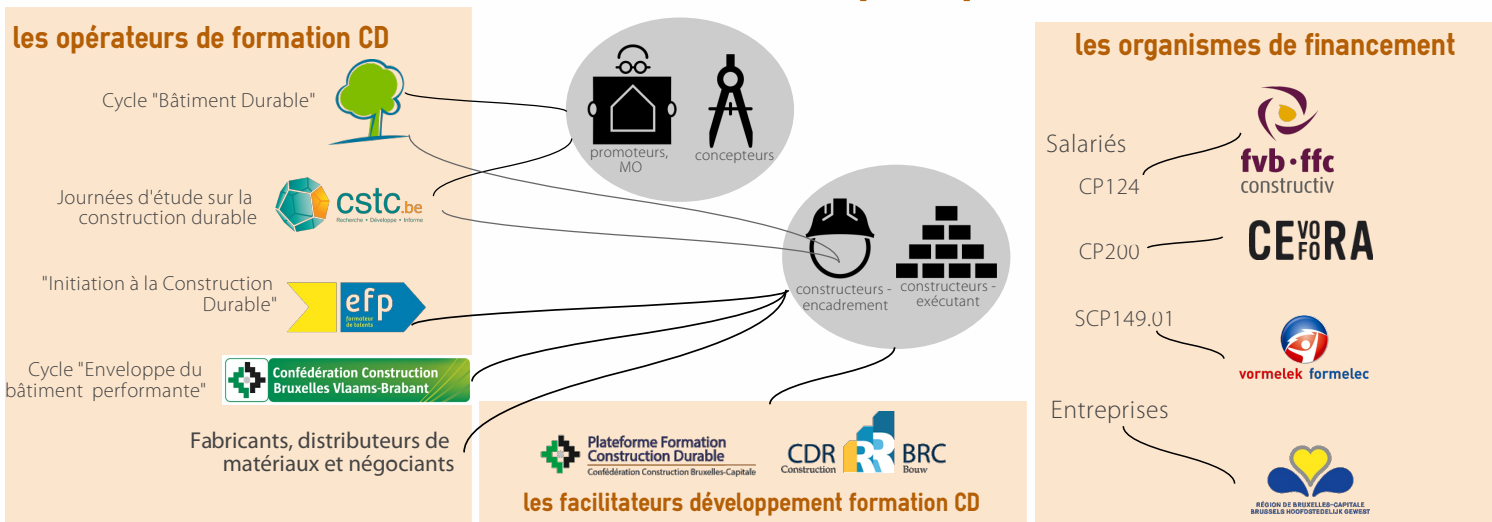 les opérateurs de formation CD
Cycle "Bâtiment Durable"
Journées d'étude sur la
construction durable
cstc.be
Recherche • Développe • Informe
"Initiation à la Construction
Durable"
efp
formateur
de talents
Cycle "Enveloppe du
bâtiment performante"
Confédération Construction
Bruxelles Vlaams-Brabant
Fabricants, distributeurs de
matériaux et négociants
promoteurs,
MO
concepteurs
constructeurs -
encadrement
constructeurs -
exécutant
Plateforme Formation
Construction Durable
Confédération Construction Bruxelles-Capitale
CDR
Construction
BRC
Bouw
les facilitateurs développement formation CD
les organismes de financement
Salariés
CP124
fvb·ffc
constructiv
CP200
CEVOFORA
SCP149.01
vormelek formelec
Entreprises
RÉGION DE BRUXELLES-CAPITALE
BRUSSELS HOOFDSTEDELIJK GEWEST